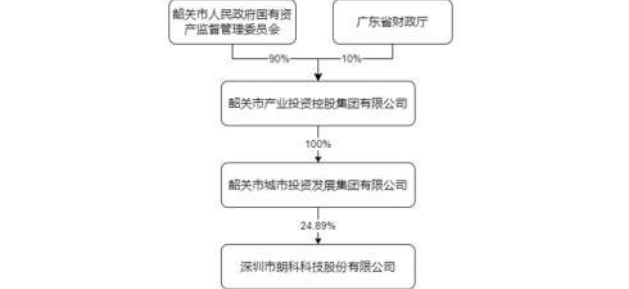 韶关市人民政府国有资
产监督管理委员会
广东省财政厅
90%
10%
韶关市产业投资控股集团有限公司
100%
韶关市城市投资发展集团有限公司
24.89%
深圳市朗科科技股份有限公司